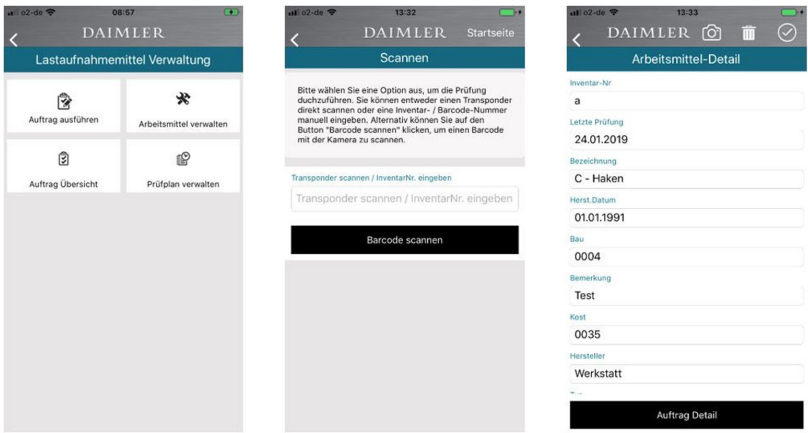 o2-de 08:57
DAIMLER
Lastaufnahmemittel Verwaltung
Auftrag ausführen
Arbeitsmittel verwalten
Auftrag Übersicht
Prüfplan verwalten
o2-de 13:32
DAIMLER Startseite
Scannen
Bitte wählen Sie eine Option aus, um die Prüfung
duchzuführen. Sie können entweder einen Transponder
direkt scannen oder eine Inventar- / Barcode-Nummer
manuell eingeben. Alternativ können Sie auf den
Button "Barcode scannen" klicken, um einen Barcode
mit der Kamera zu scannen.
Transponder scannen / InventarNr. eingeben
Transponder scannen / InventarNr. eingeben
Barcode scannen
o2-de 13:33
DAIMLER
Arbeitsmittel-Detail
Inventar-Nr
a
Letzte Prüfung
24.01.2019
Bezeichnung
C - Haken
Herst.Datum
01.01.1991
Bau
0004
Bemerkung
Test
Kost
0035
Hersteller
Werkstatt
Auftrag Detail